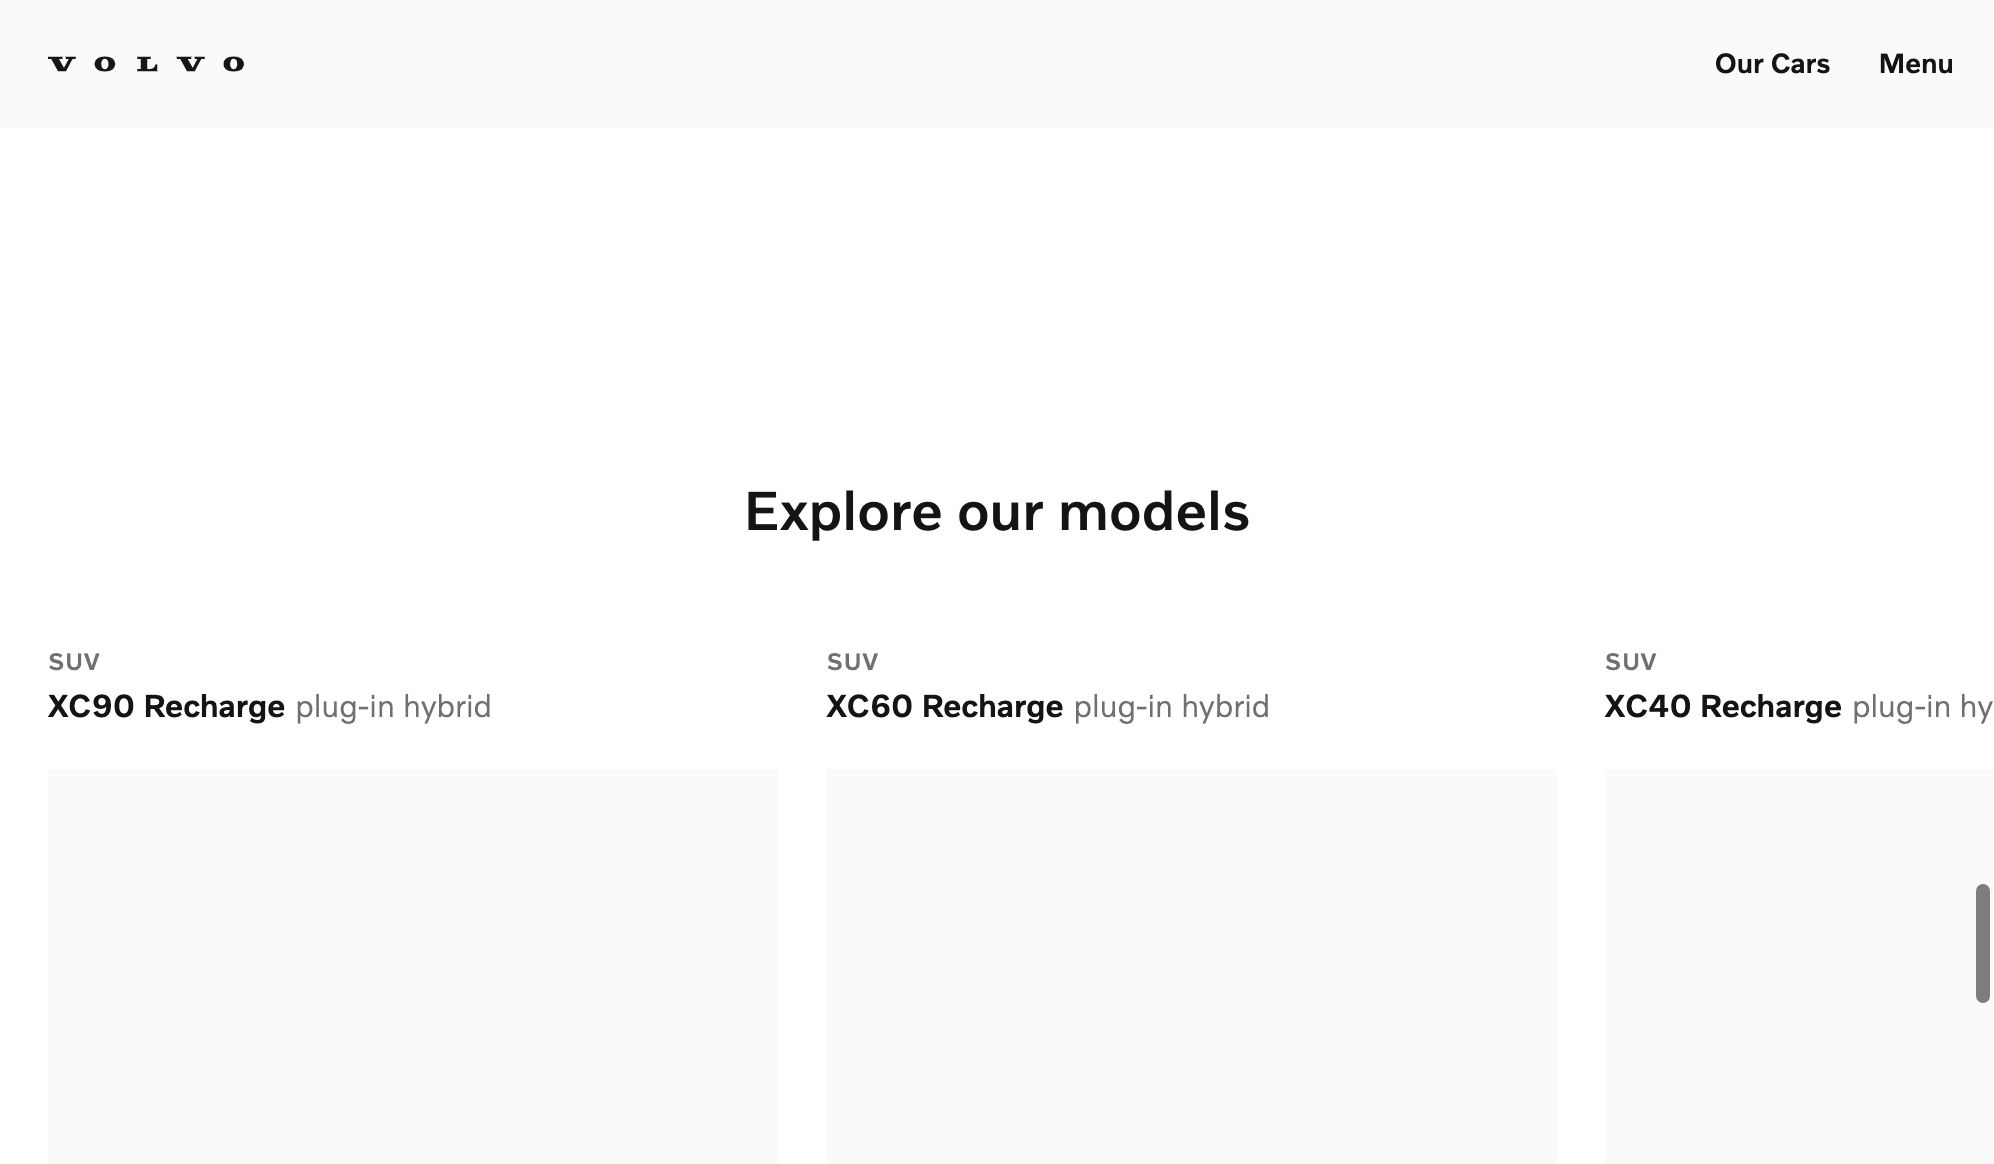 VOLVO
Our Cars
Menu
Explore our models
SUV
XC90 Recharge plug-in hybrid
SUV
XC60 Recharge plug-in hybrid
SUV
XC40 Recharge plug-in hy